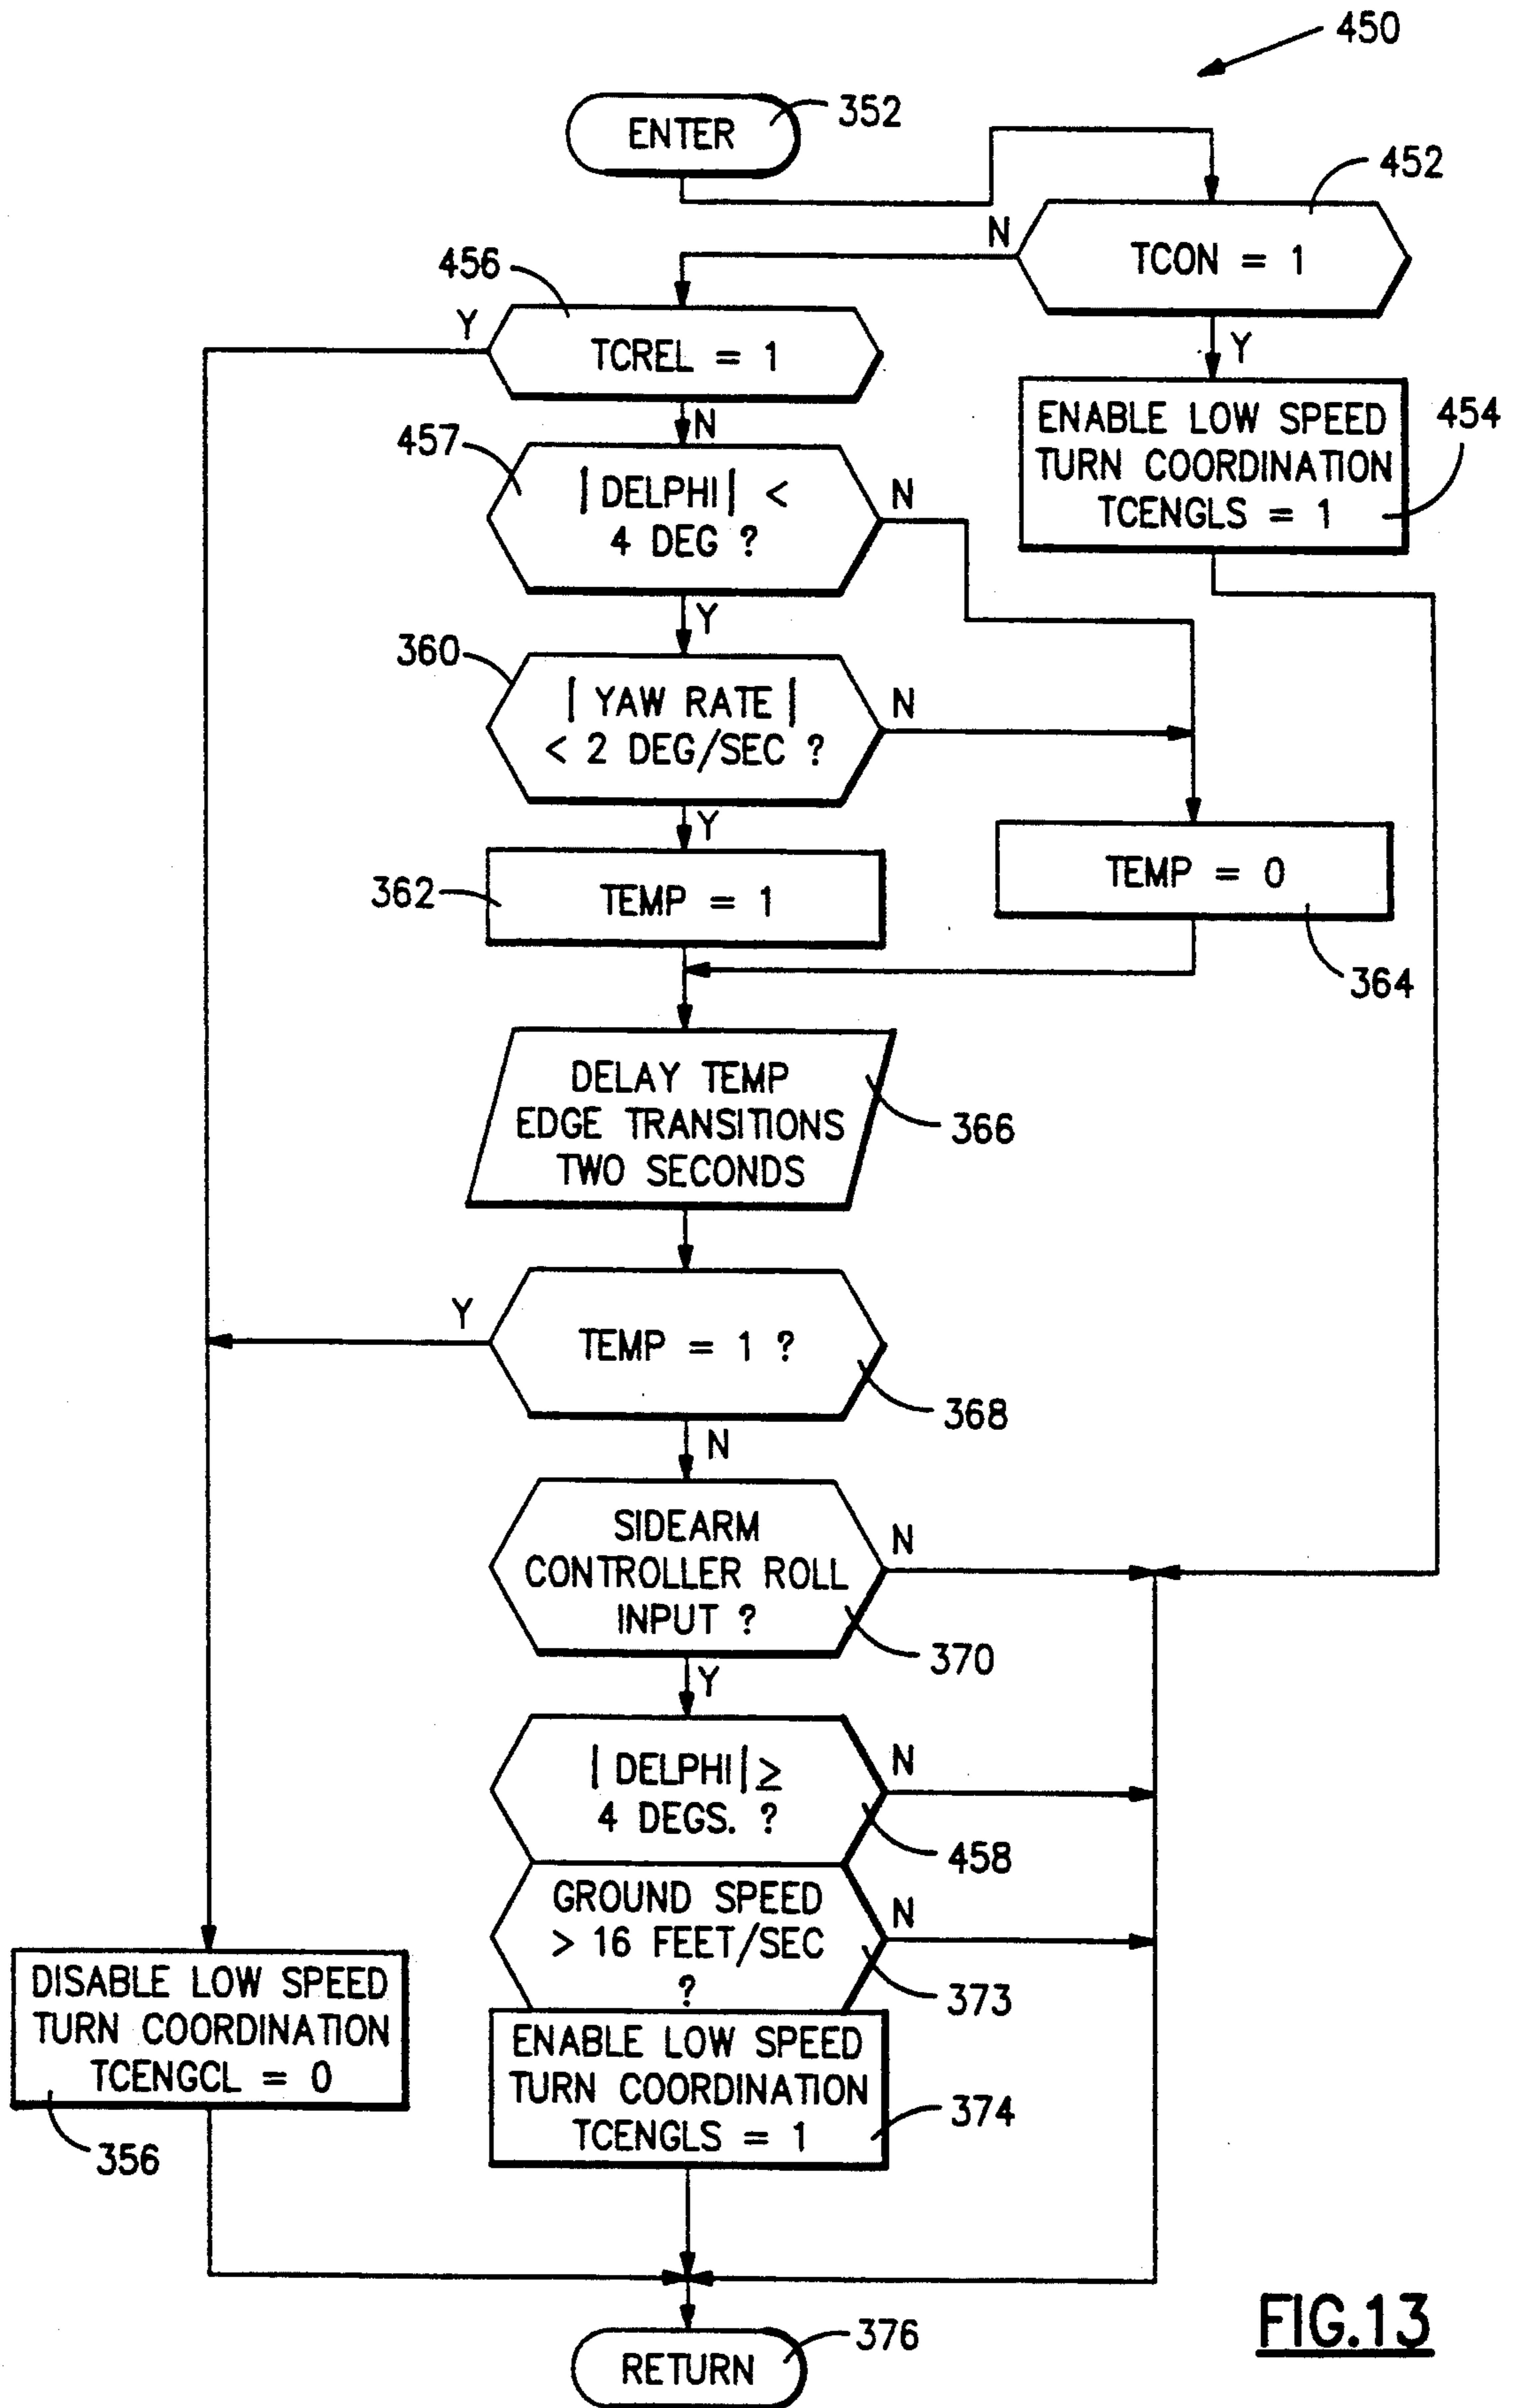 450
ENTER
352
452
TCON = 1
N
456
Y
TCREL = 1
Y
ENABLE LOW SPEED
TURN COORDINATION
TCENGLS = 1
454
N
457
| DELPHI | <
4 DEG ?
N
Y
360
| YAW RATE |
< 2 DEG/SEC ?
N
Y
362
TEMP = 1
TEMP = 0
364
DELAY TEMP
EDGE TRANSITIONS
TWO SECONDS
366
Y
TEMP = 1 ?
368
N
SIDEARM
CONTROLLER ROLL
INPUT ?
N
370
Y
| DELPHI | ≥
4 DEGS. ?
N
458
GROUND SPEED
> 16 FEET/SEC
?
N
373
DISABLE LOW SPEED
TURN COORDINATION
TCENGCL = 0
356
ENABLE LOW SPEED
TURN COORDINATION
TCENGLS = 1
374
376
RETURN
FIG.13